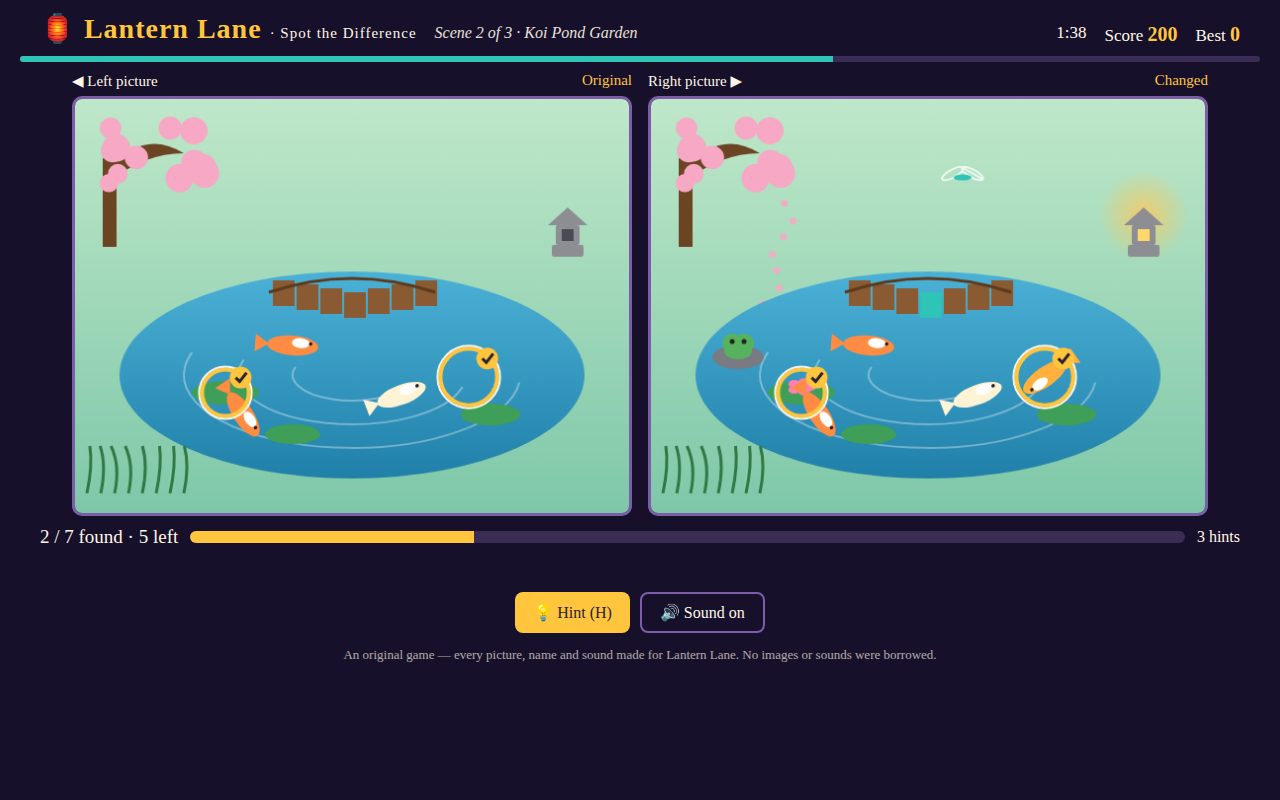 Lantern Lane · Spot the Difference Scene 2 of 3 · Koi Pond Garden 1:38 Score 200 Best 0
◀ Left picture Original Right picture ▶ Changed
2 / 7 found · 5 left 3 hints
💡 Hint (H) 🔊 Sound on
An original game — every picture, name and sound made for Lantern Lane. No images or sounds were borrowed.